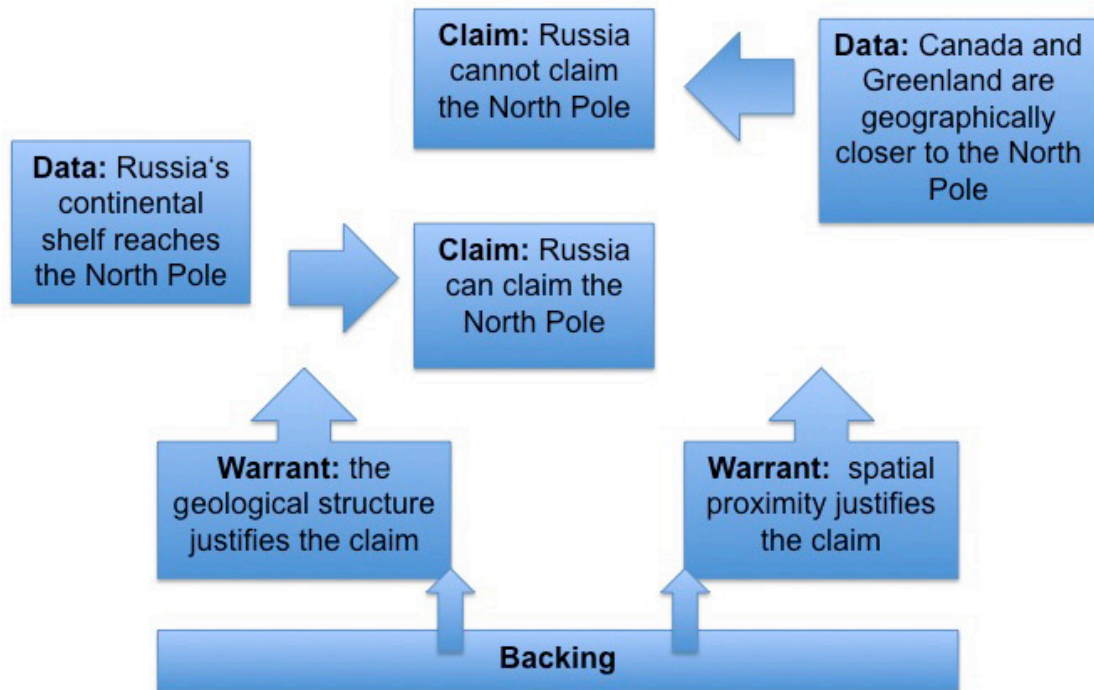 Claim: Russia
cannot claim
the North Pole
Data: Canada and
Greenland are
geographically
closer to the North
Pole
Data: Russia‘s
continental
shelf reaches
the North Pole
Claim: Russia
can claim the
North Pole
Warrant: the
geological structure
justifies the claim
Warrant: spatial
proximity justifies
the claim
Backing